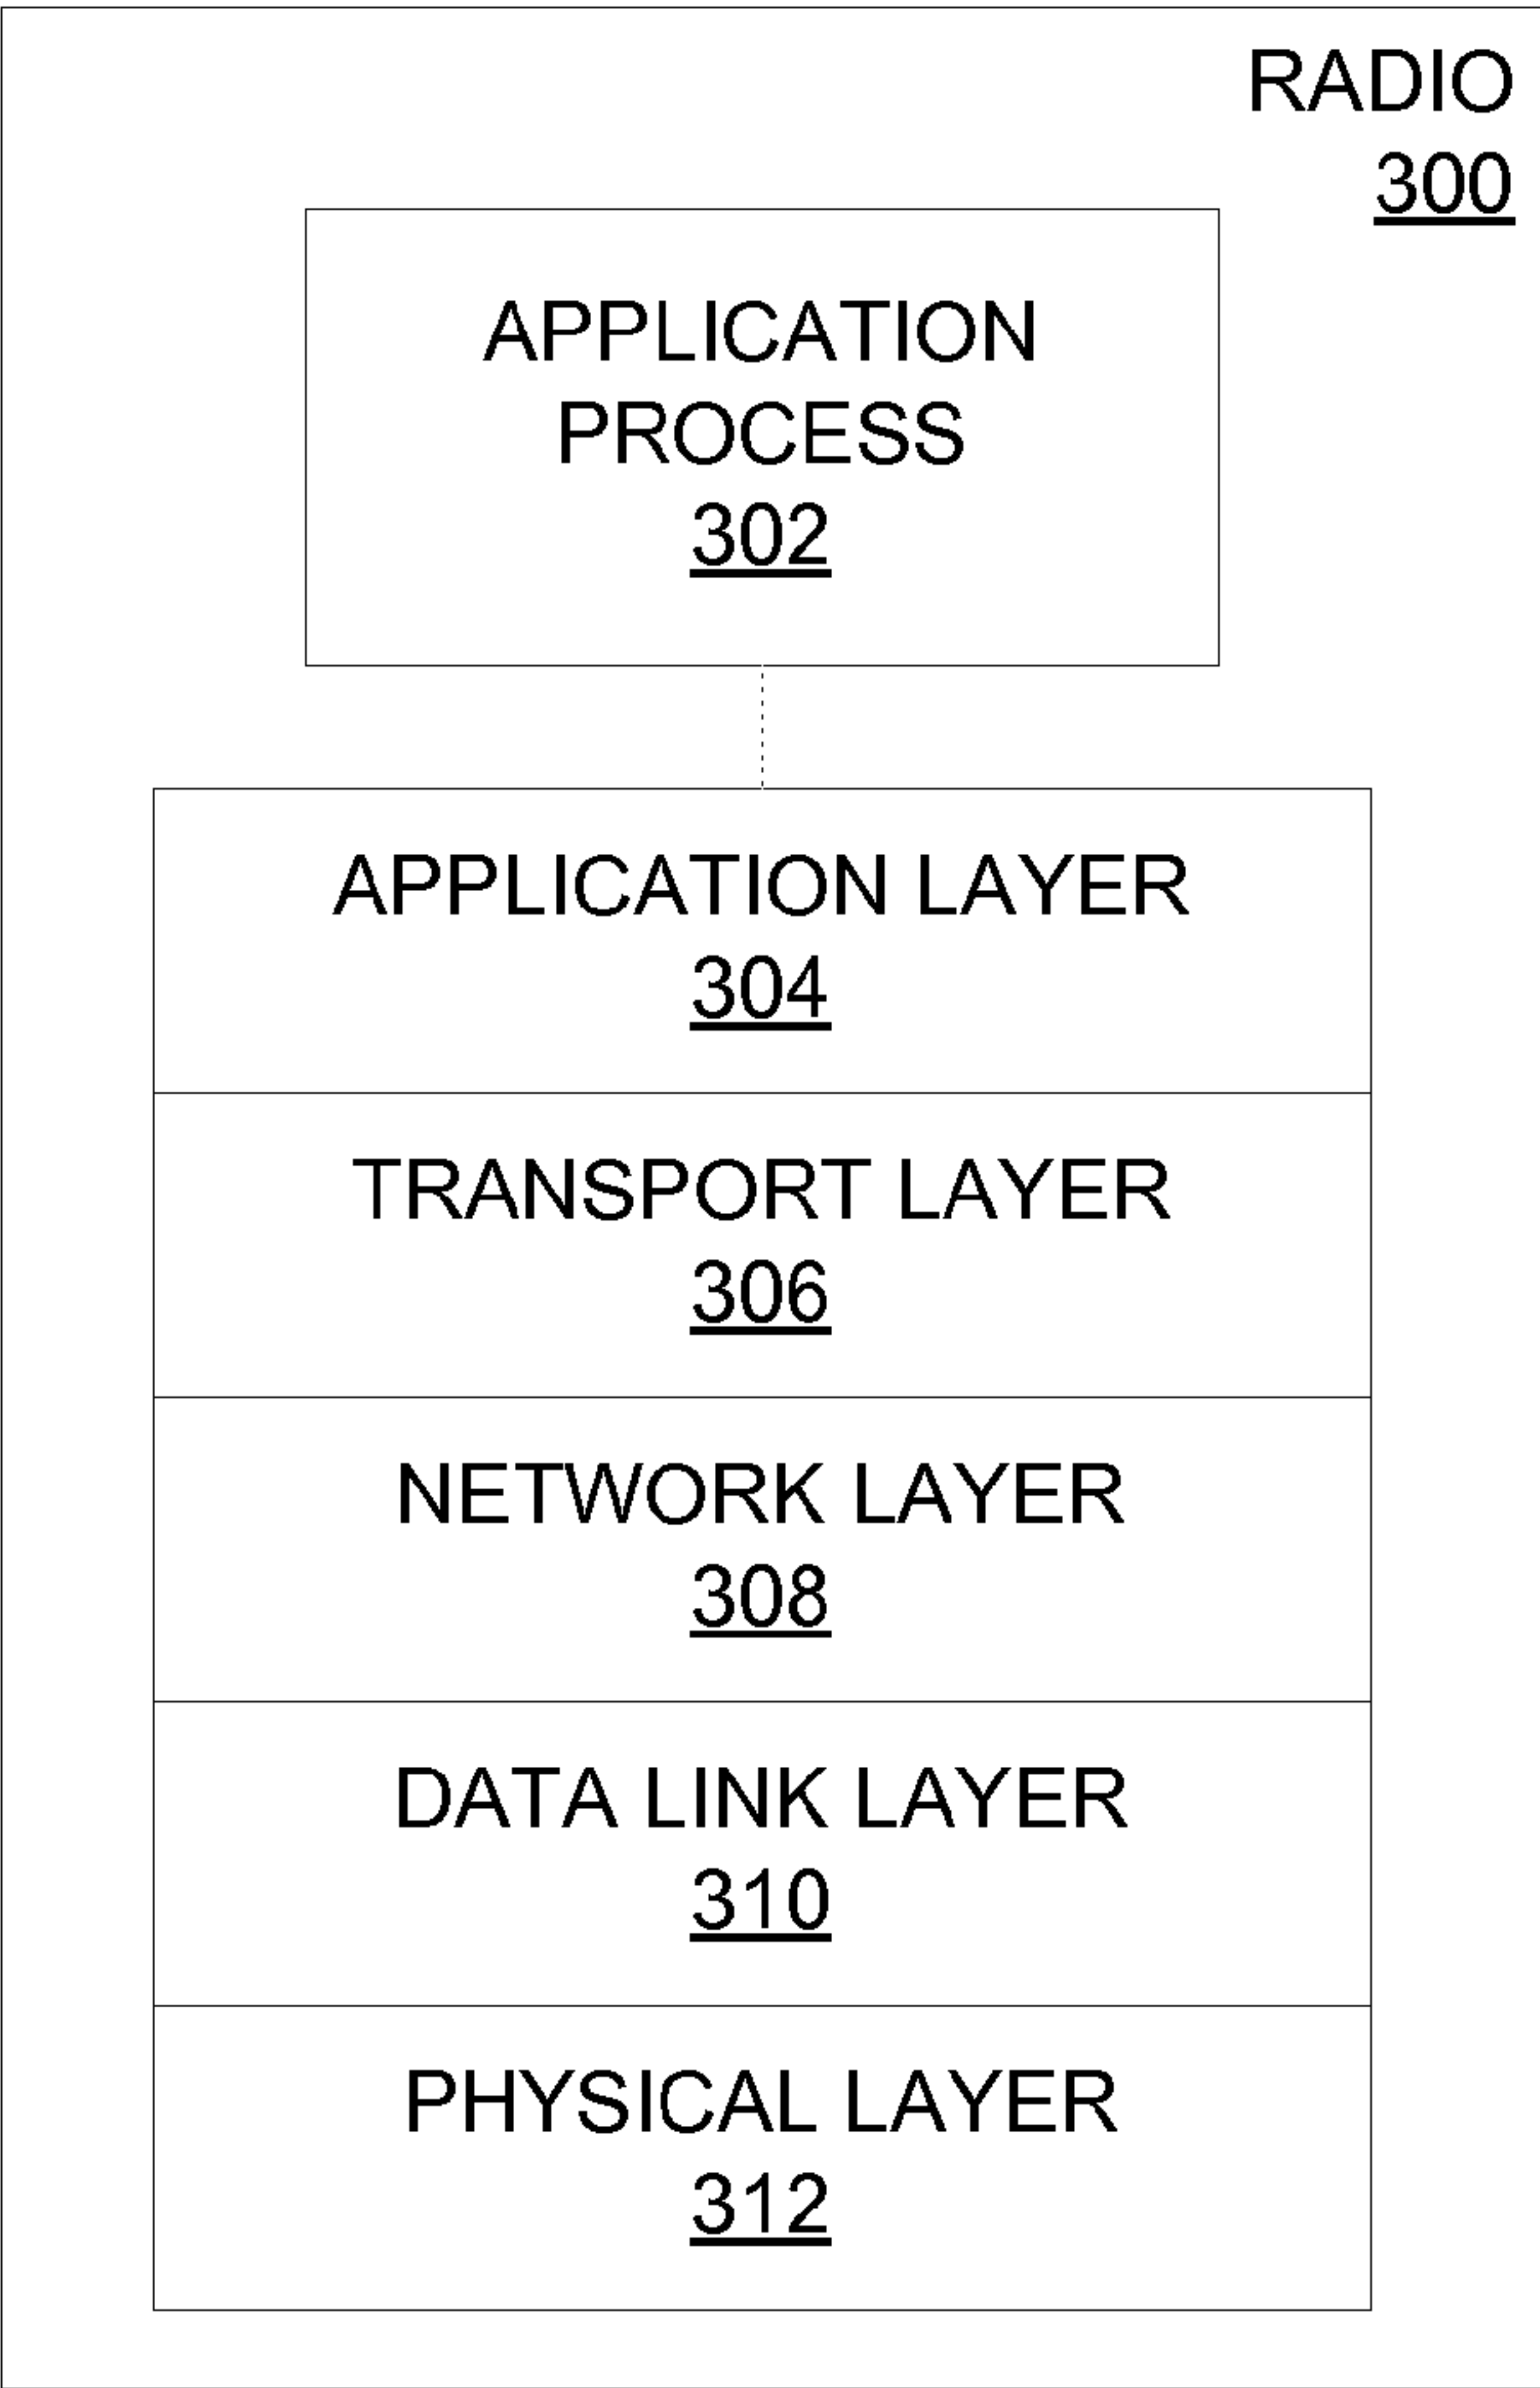 RADIO
300
APPLICATION
PROCESS
302
APPLICATION LAYER
304
TRANSPORT LAYER
306
NETWORK LAYER
308
DATA LINK LAYER
310
PHYSICAL LAYER
312